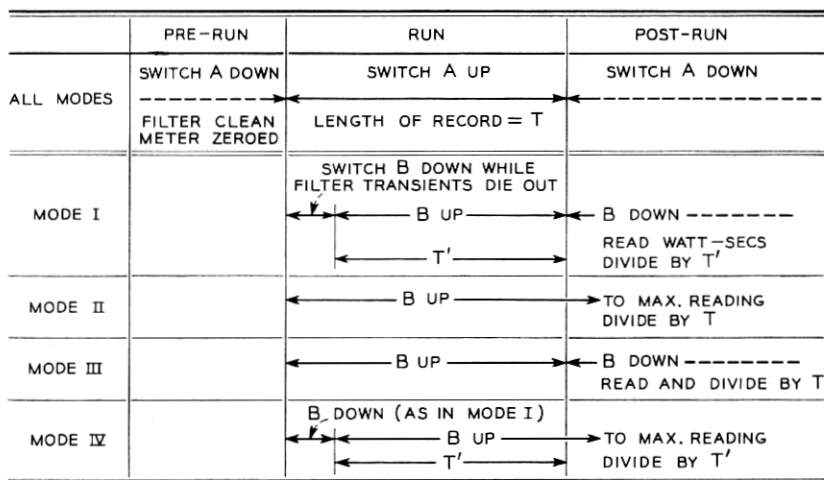 PRE-RUN RUN POST-RUN
ALL MODES
SWITCH A DOWN
FILTER CLEAN
METER ZEROED
SWITCH A UP
LENGTH OF RECORD = T
SWITCH A DOWN
MODE I
SWITCH B DOWN WHILE
FILTER TRANSIENTS DIE OUT
B UP
T'
B DOWN
READ WATT-SECS
DIVIDE BY T'
MODE II
B UP
TO MAX. READING
DIVIDE BY T
MODE III
B UP
B DOWN
READ AND DIVIDE BY T
MODE IV
B DOWN (AS IN MODE I)
B UP
T'
TO MAX. READING
DIVIDE BY T'